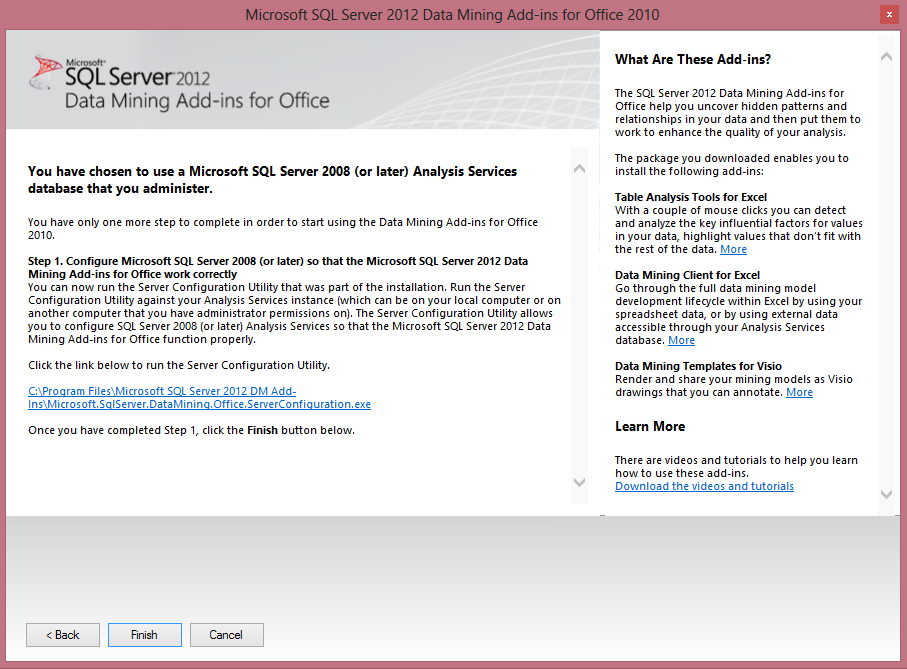 Microsoft SQL Server 2012 Data Mining Add-ins for Office 2010
x
Microsoft®
SQL Server® 2012
Data Mining Add-ins for Office
You have chosen to use a Microsoft SQL Server 2008 (or later) Analysis Services
database that you administer.
You have only one more step to complete in order to start using the Data Mining Add-ins for Office
2010.
Step 1. Configure Microsoft SQL Server 2008 (or later) so that the Microsoft SQL Server 2012 Data
Mining Add-ins for Office work correctly
You can now run the Server Configuration Utility that was part of the installation. Run the Server
Configuration Utility against your Analysis Services instance (which can be on your local computer or on
another computer that you have administrator permissions on). The Server Configuration Utility allows
you to configure SQL Server 2008 (or later) Analysis Services so that the Microsoft SQL Server 2012 Data
Mining Add-ins for Office function properly.
Click the link below to run the Server Configuration Utility.
C:\Program Files\Microsoft SQL Server 2012 DM Add-
Ins\Microsoft.SqlServer.DataMining.Office.ServerConfiguration.exe
Once you have completed Step 1, click the Finish button below.
What Are These Add-ins?
The SQL Server 2012 Data Mining Add-ins for
Office help you uncover hidden patterns and
relationships in your data and then put them to
work to enhance the quality of your analysis.
The package you downloaded enables you to
install the following add-ins:
Table Analysis Tools for Excel
With a couple of mouse clicks you can detect
and analyze the key influential factors for values
in your data, highlight values that don't fit with
the rest of the data. More
Data Mining Client for Excel
Go through the full data mining model
development lifecycle within Excel by using your
spreadsheet data, or by using external data
accessible through your Analysis Services
database. More
Data Mining Templates for Visio
Render and share your mining models as Visio
drawings that you can annotate. More
Learn More
There are videos and tutorials to help you learn
how to use these add-ins.
Download the videos and tutorials
< Back
Finish
Cancel